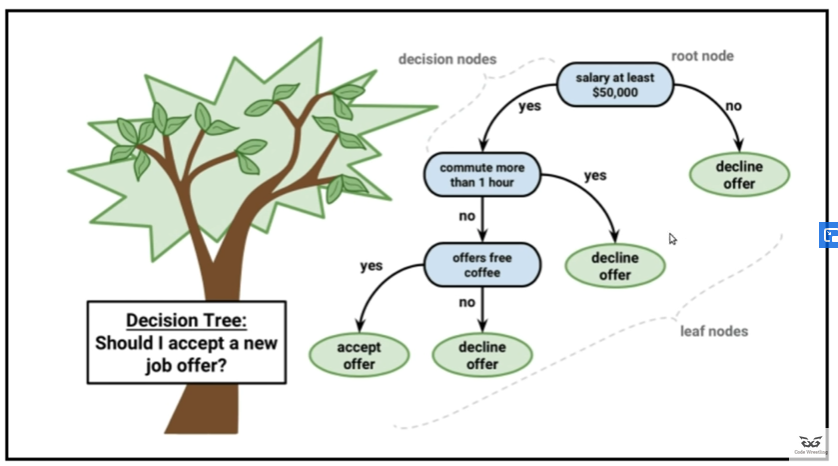 decision nodes
root node
salary at least
$50,000
yes
no
commute more
than 1 hour
yes
decline
offer
no
offers free
coffee
decline
offer
yes
no
leaf nodes
accept
offer
decline
offer
Decision Tree:
Should I accept a new
job offer?
Code Wrestling